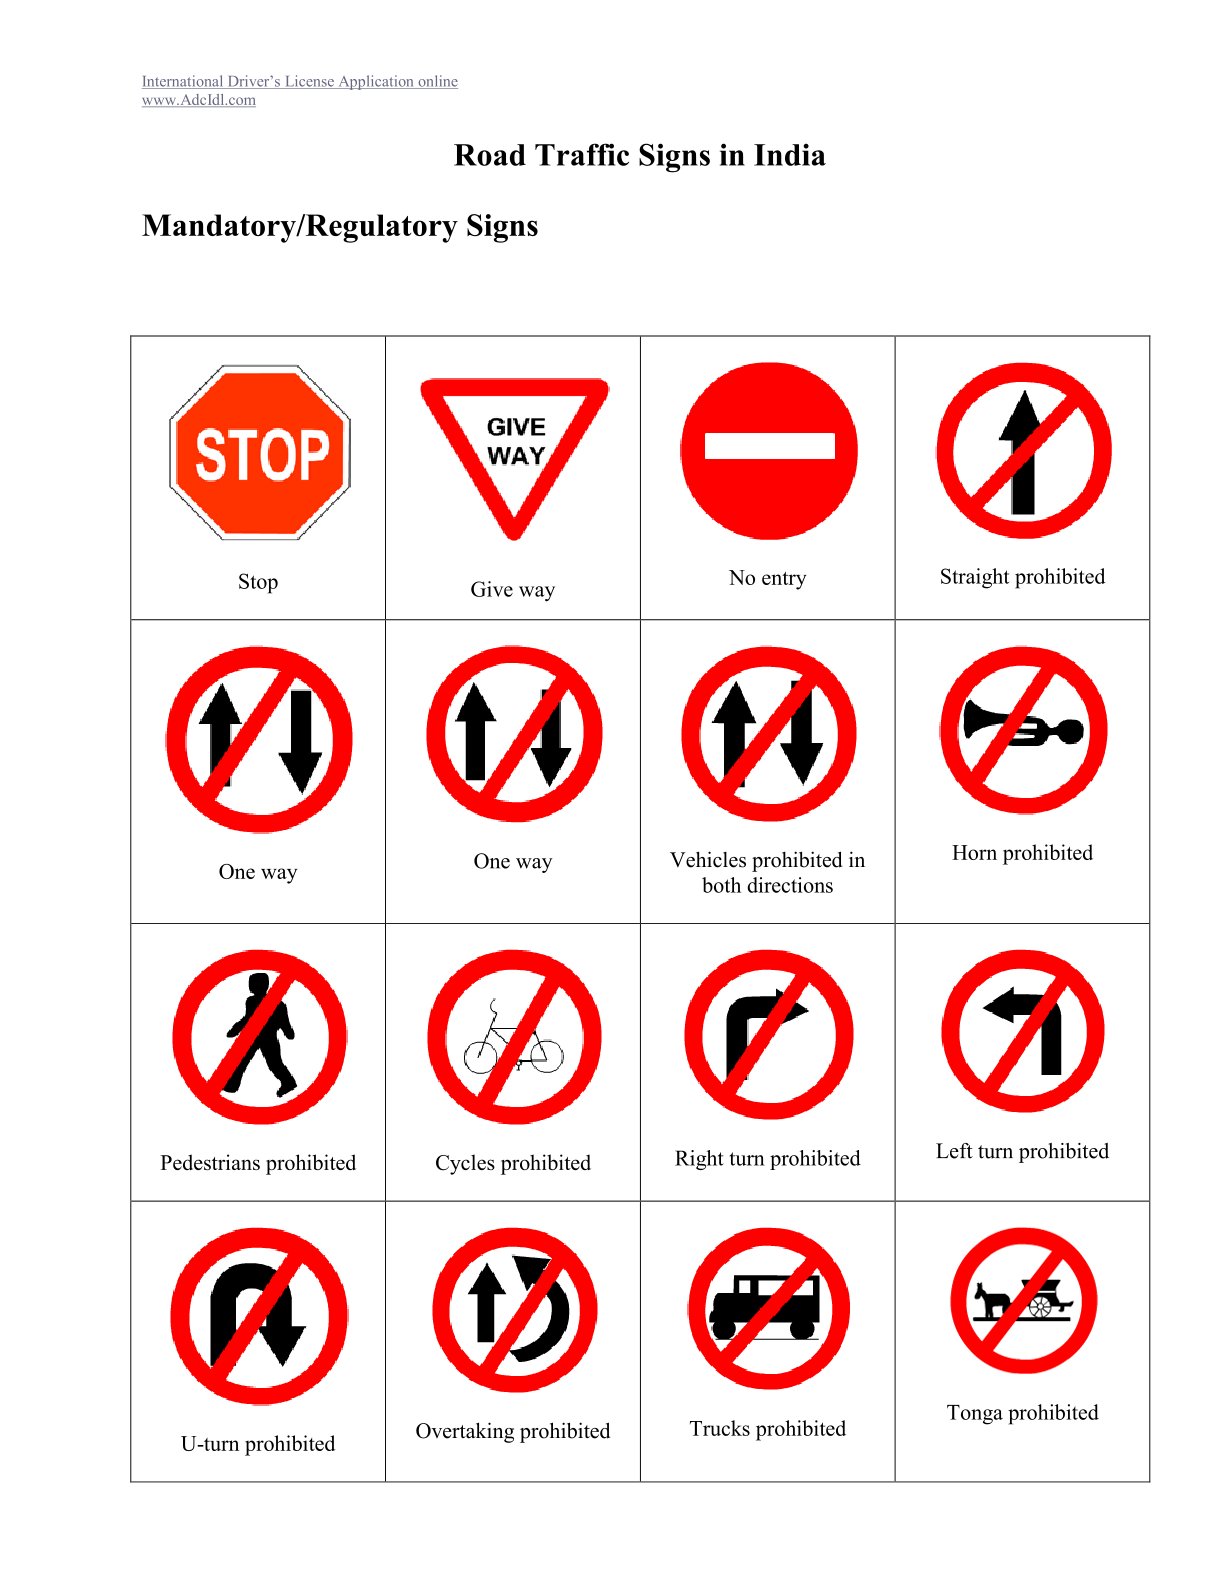 International Driver’s License Application online
www.AdcIdl.com
Road Traffic Signs in India
Mandatory/Regulatory Signs
STOP
GIVE
WAY
Stop
Give way
No entry
Straight prohibited
One way
One way
Vehicles prohibited in
both directions
Horn prohibited
Pedestrians prohibited
Cycles prohibited
Right turn prohibited
Left turn prohibited
U-turn prohibited
Overtaking prohibited
Trucks prohibited
Tonga prohibited